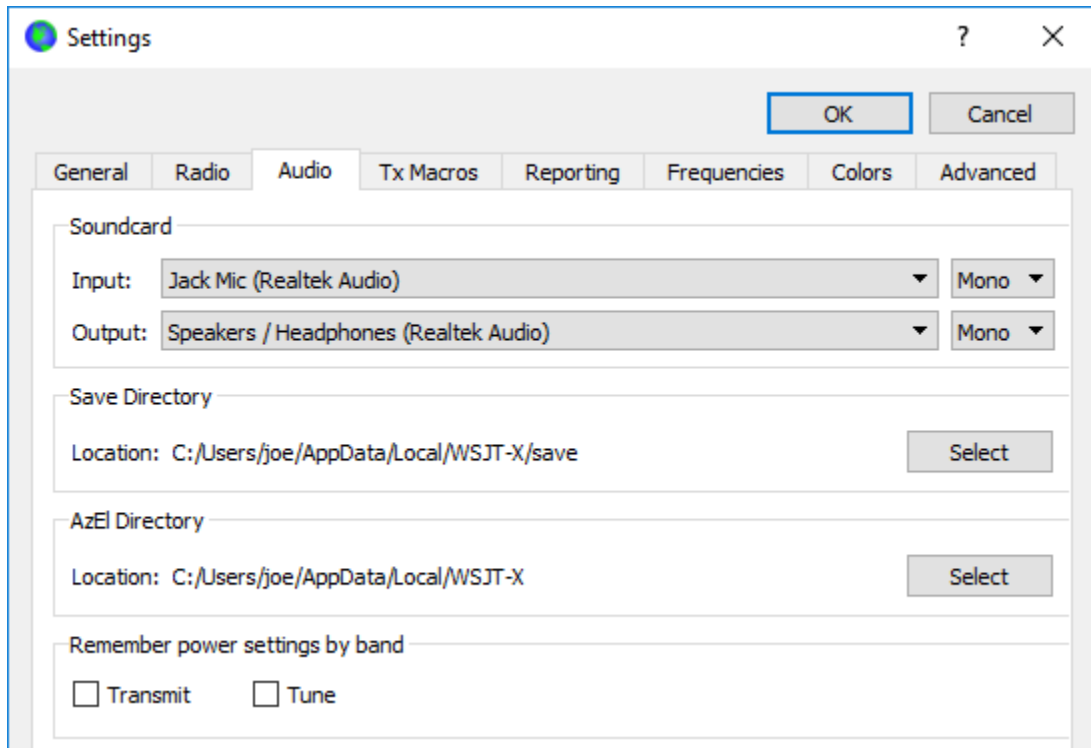 Settings
?
OK Cancel
General Radio Audio Tx Macros Reporting Frequencies Colors Advanced
Soundcard
Input: Jack Mic (Realtek Audio) Mono
Output: Speakers / Headphones (Realtek Audio) Mono
Save Directory
Location: C:/Users/joe/AppData/Local/WSJT-X/save Select
AzEl Directory
Location: C:/Users/joe/AppData/Local/WSJT-X Select
Remember power settings by band
Transmit Tune